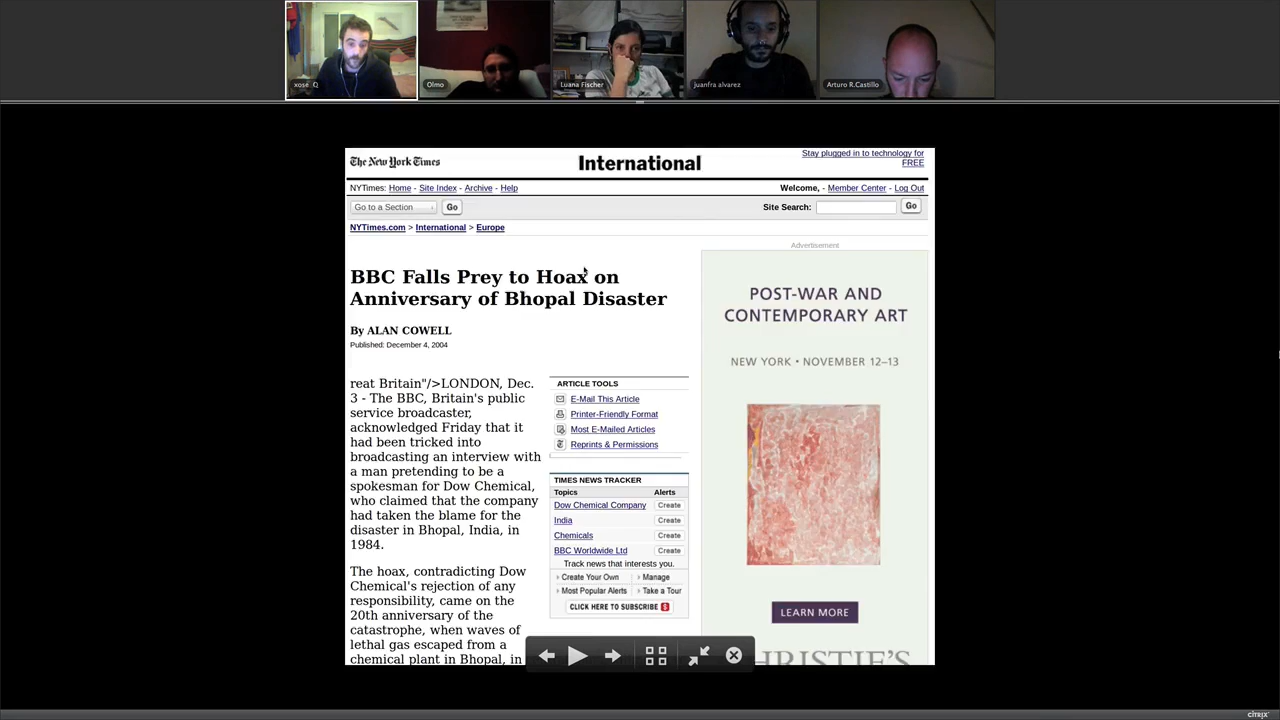 xose Q
Olmo
Luana Fischer
juanfra alvarez
Arturo R.Castillo
The New York Times
International
Stay plugged in to technology for
FREE
NYTimes: Home - Site Index - Archive - Help
Welcome, - Member Center - Log Out
Go to a Section
Go
Site Search:
Go
NYTimes.com > International > Europe
Advertisement
BBC Falls Prey to Hoax on
Anniversary of Bhopal Disaster
By ALAN COWELL
Published: December 4, 2004
reat Britain"/>LONDON, Dec.
3 - The BBC, Britain's public
service broadcaster,
acknowledged Friday that it
had been tricked into
broadcasting an interview with
a man pretending to be a
spokesman for Dow Chemical,
who claimed that the company
had taken the blame for the
disaster in Bhopal, India, in
1984.
The hoax, contradicting Dow
Chemical's rejection of any
responsibility, came on the
20th anniversary of the
catastrophe, when waves of
lethal gas escaped from a
chemical plant in Bhopal, in
ARTICLE TOOLS
E-Mail This Article
Printer-Friendly Format
Most E-Mailed Articles
Reprints & Permissions
TIMES NEWS TRACKER
Topics
Alerts
Dow Chemical Company
Create
India
Create
Chemicals
Create
BBC Worldwide Ltd
Create
Track news that interests you.
Create Your Own
Manage
Most Popular Alerts
Take a Tour
CLICK HERE TO SUBSCRIBE
POST-WAR AND
CONTEMPORARY ART
NEW YORK • NOVEMBER 12–13
LEARN MORE
CHRISTIE'S
CITRIX